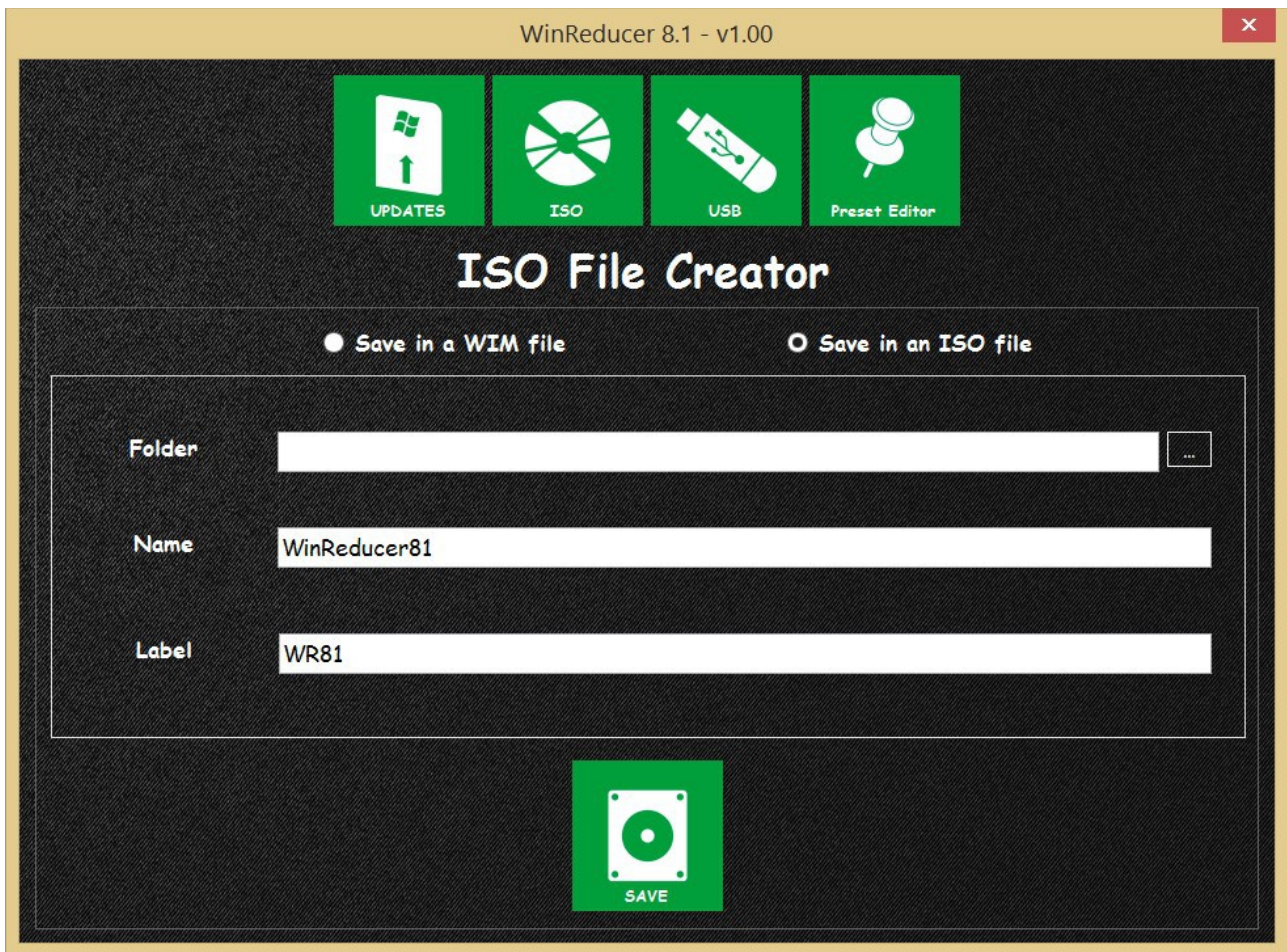 WinReducer 8.1 - v1.00
UPDATES ISO USB Preset Editor
ISO File Creator
Save in a WIM file Save in an ISO file
Folder ...
Name WinReducer81
Label WR81
SAVE